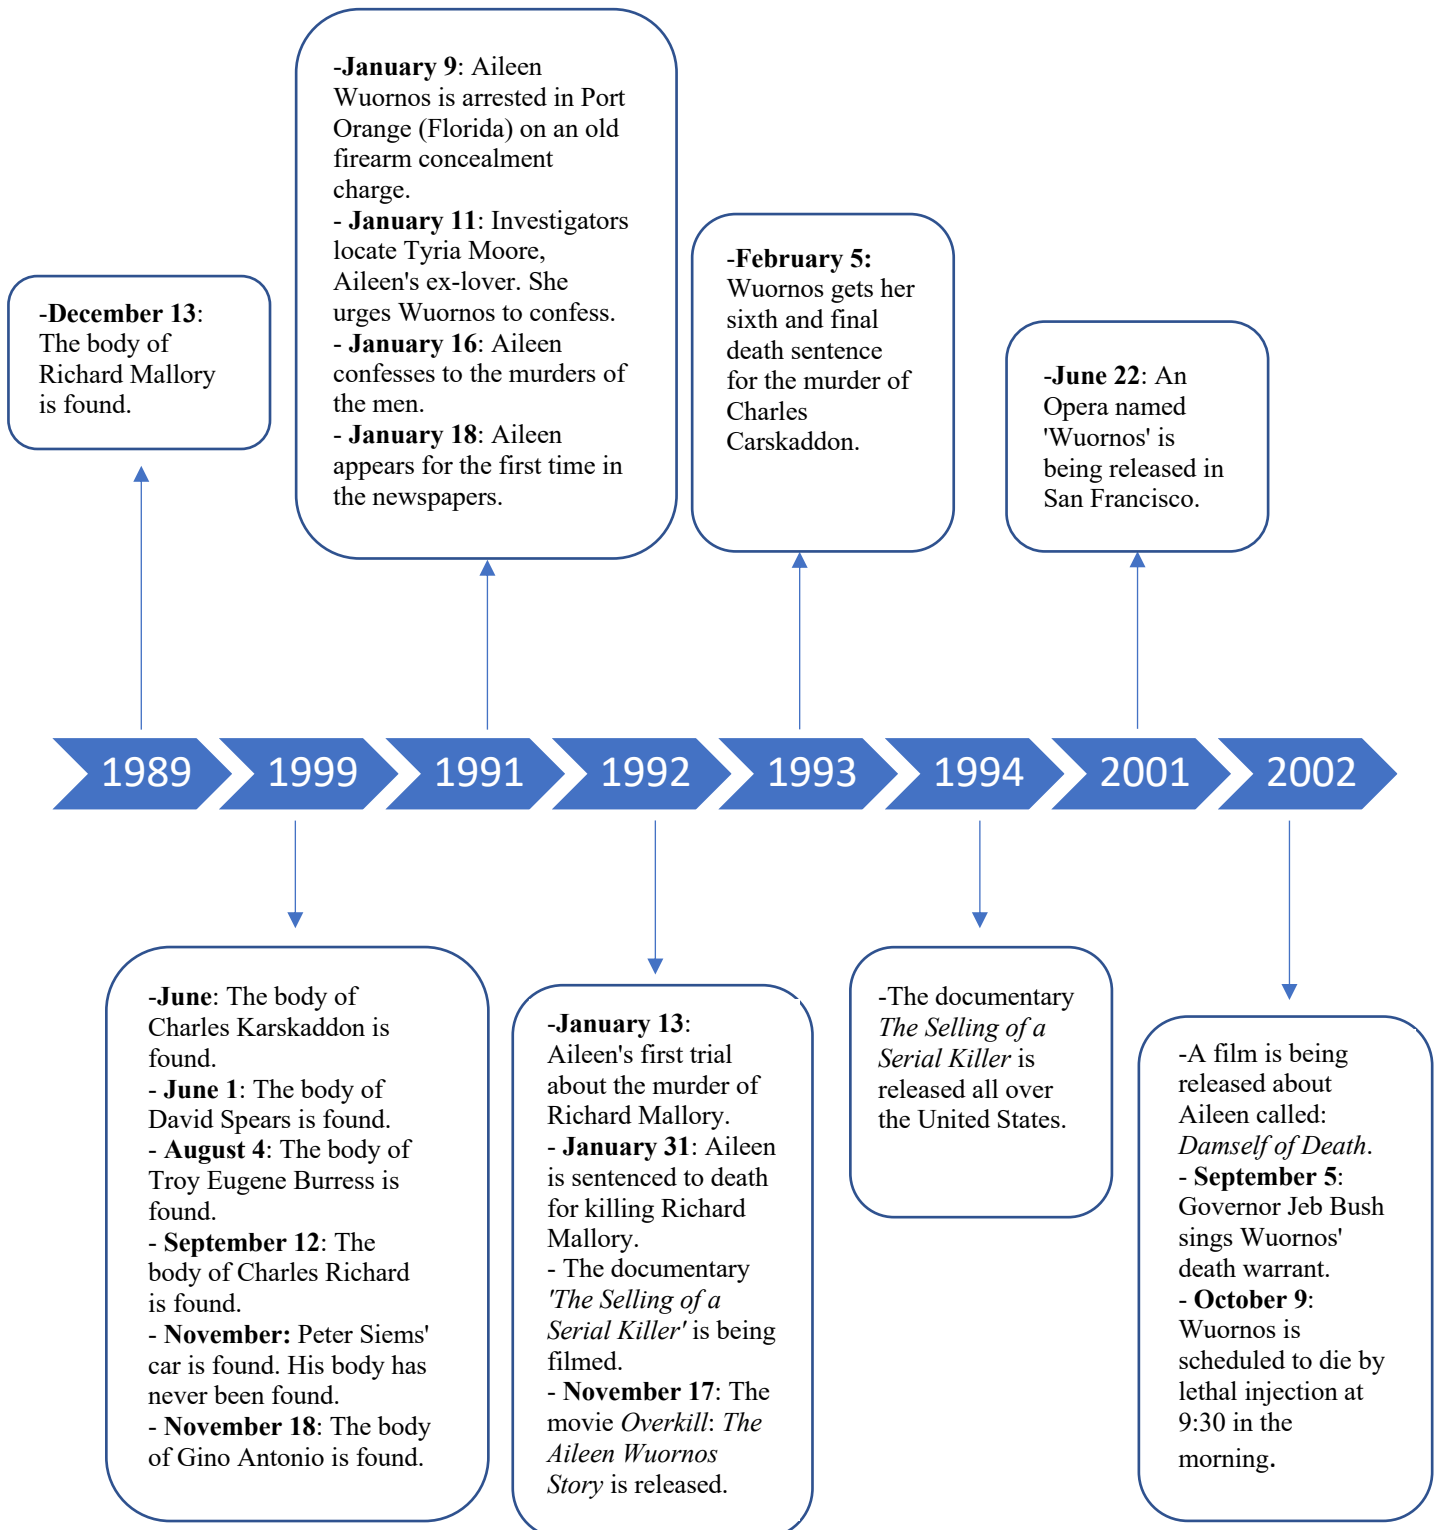 -December 13:
The body of
Richard Mallory
is found.
-January 9: Aileen
Wuornos is arrested in Port
Orange (Florida) on an old
firearm concealment
charge.
- January 11: Investigators
locate Tyria Moore,
Aileen's ex-lover. She
urges Wuornos to confess.
- January 16: Aileen
confesses to the murders of
the men.
- January 18: Aileen
appears for the first time in
the newspapers.
-February 5:
Wuornos gets her
sixth and final
death sentence
for the murder of
Charles
Carskaddon.
-June 22: An
Opera named
'Wuornos' is
being released in
San Francisco.
1989
1999
1991
1992
1993
1994
2001
2002
-June: The body of
Charles Karskaddon is
found.
- June 1: The body of
David Spears is found.
- August 4: The body of
Troy Eugene Burress is
found.
- September 12: The
body of Charles Richard
is found.
- November: Peter Siems'
car is found. His body has
never been found.
- November 18: The body
of Gino Antonio is found.
-January 13:
Aileen's first trial
about the murder of
Richard Mallory.
- January 31: Aileen
is sentenced to death
for killing Richard
Mallory.
- The documentary
'The Selling of a
Serial Killer' is being
filmed.
- November 17: The
movie Overkill: The
Aileen Wuornos
Story is released.
-The documentary
The Selling of a
Serial Killer is
released all over
the United States.
-A film is being
released about
Aileen called:
Damself of Death.
- September 5:
Governor Jeb Bush
sings Wuornos'
death warrant.
- October 9:
Wuornos is
scheduled to die by
lethal injection at
9:30 in the
morning.